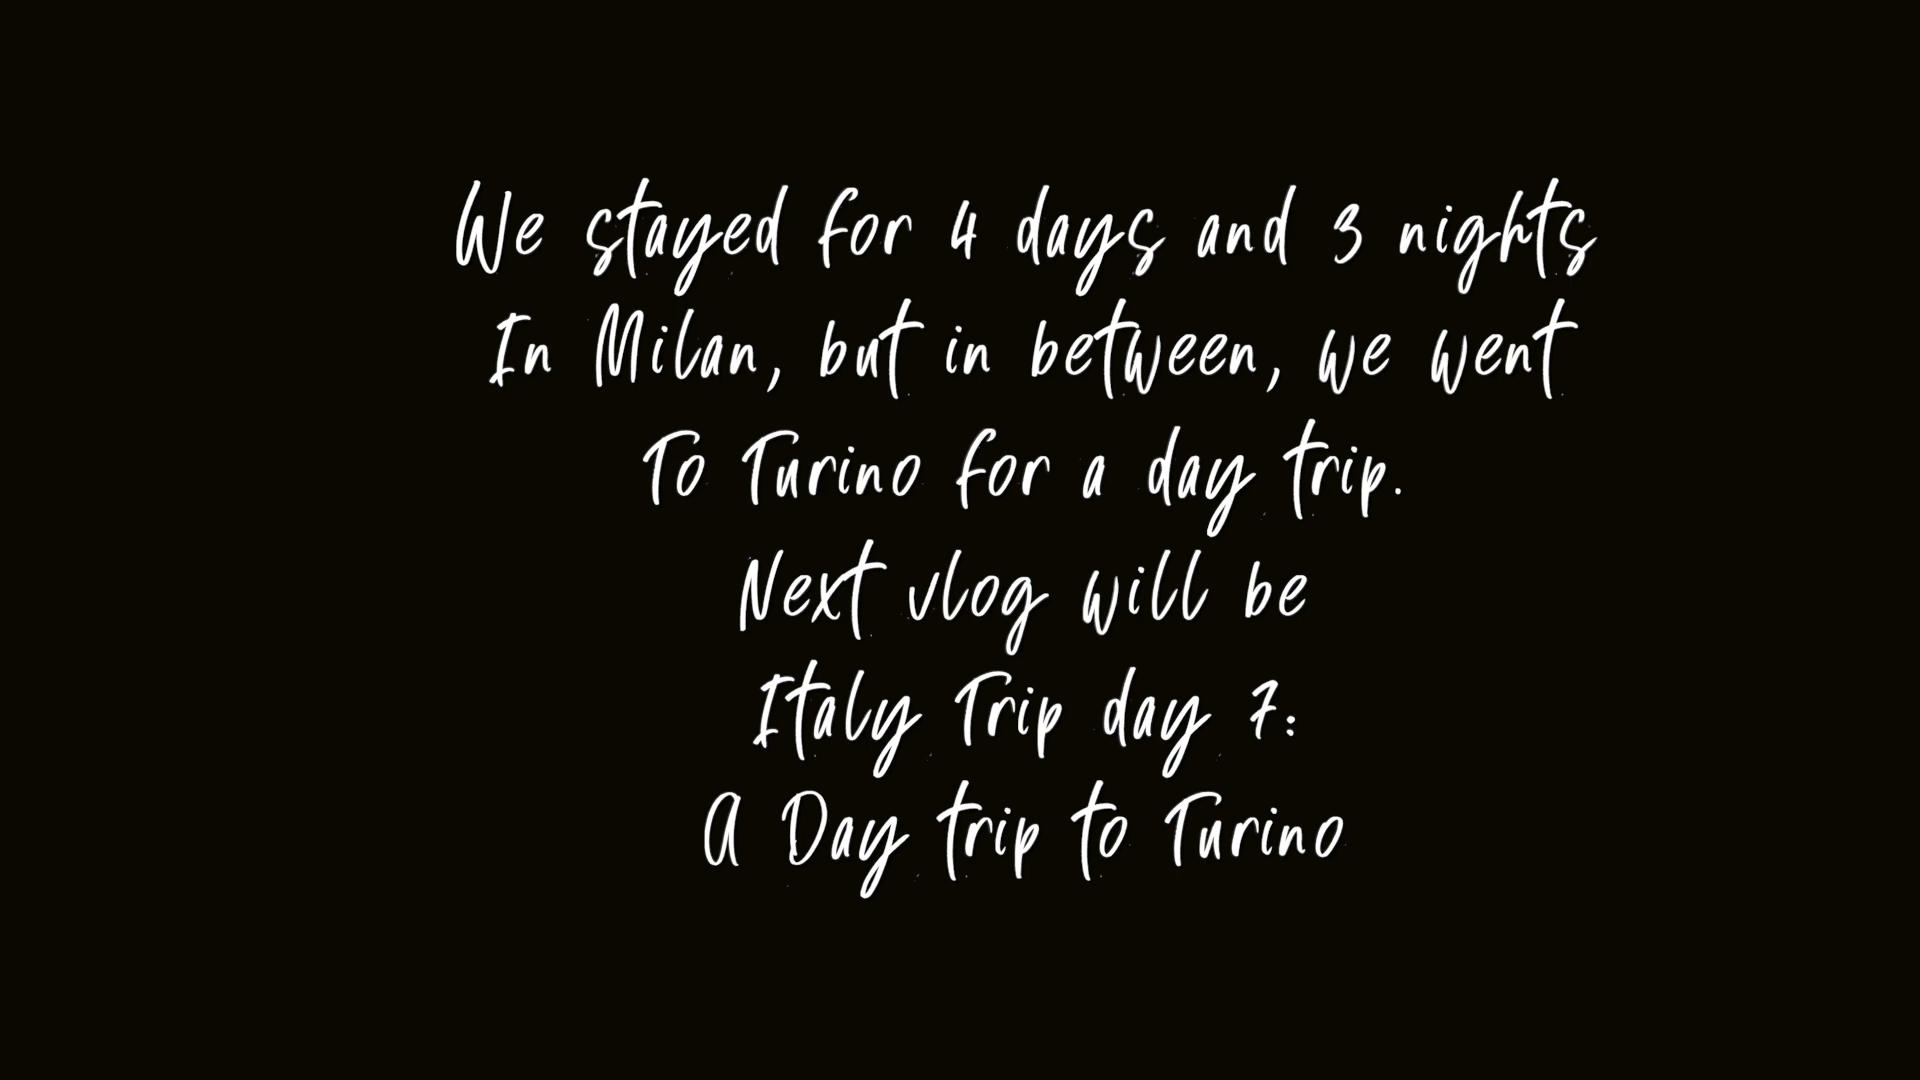 We stayed for 4 days and 3 nights
In Milan, but in between, we went
To Turino for a day trip.
Next vlog will be
Italy Trip day 7:
A Day trip to Turino